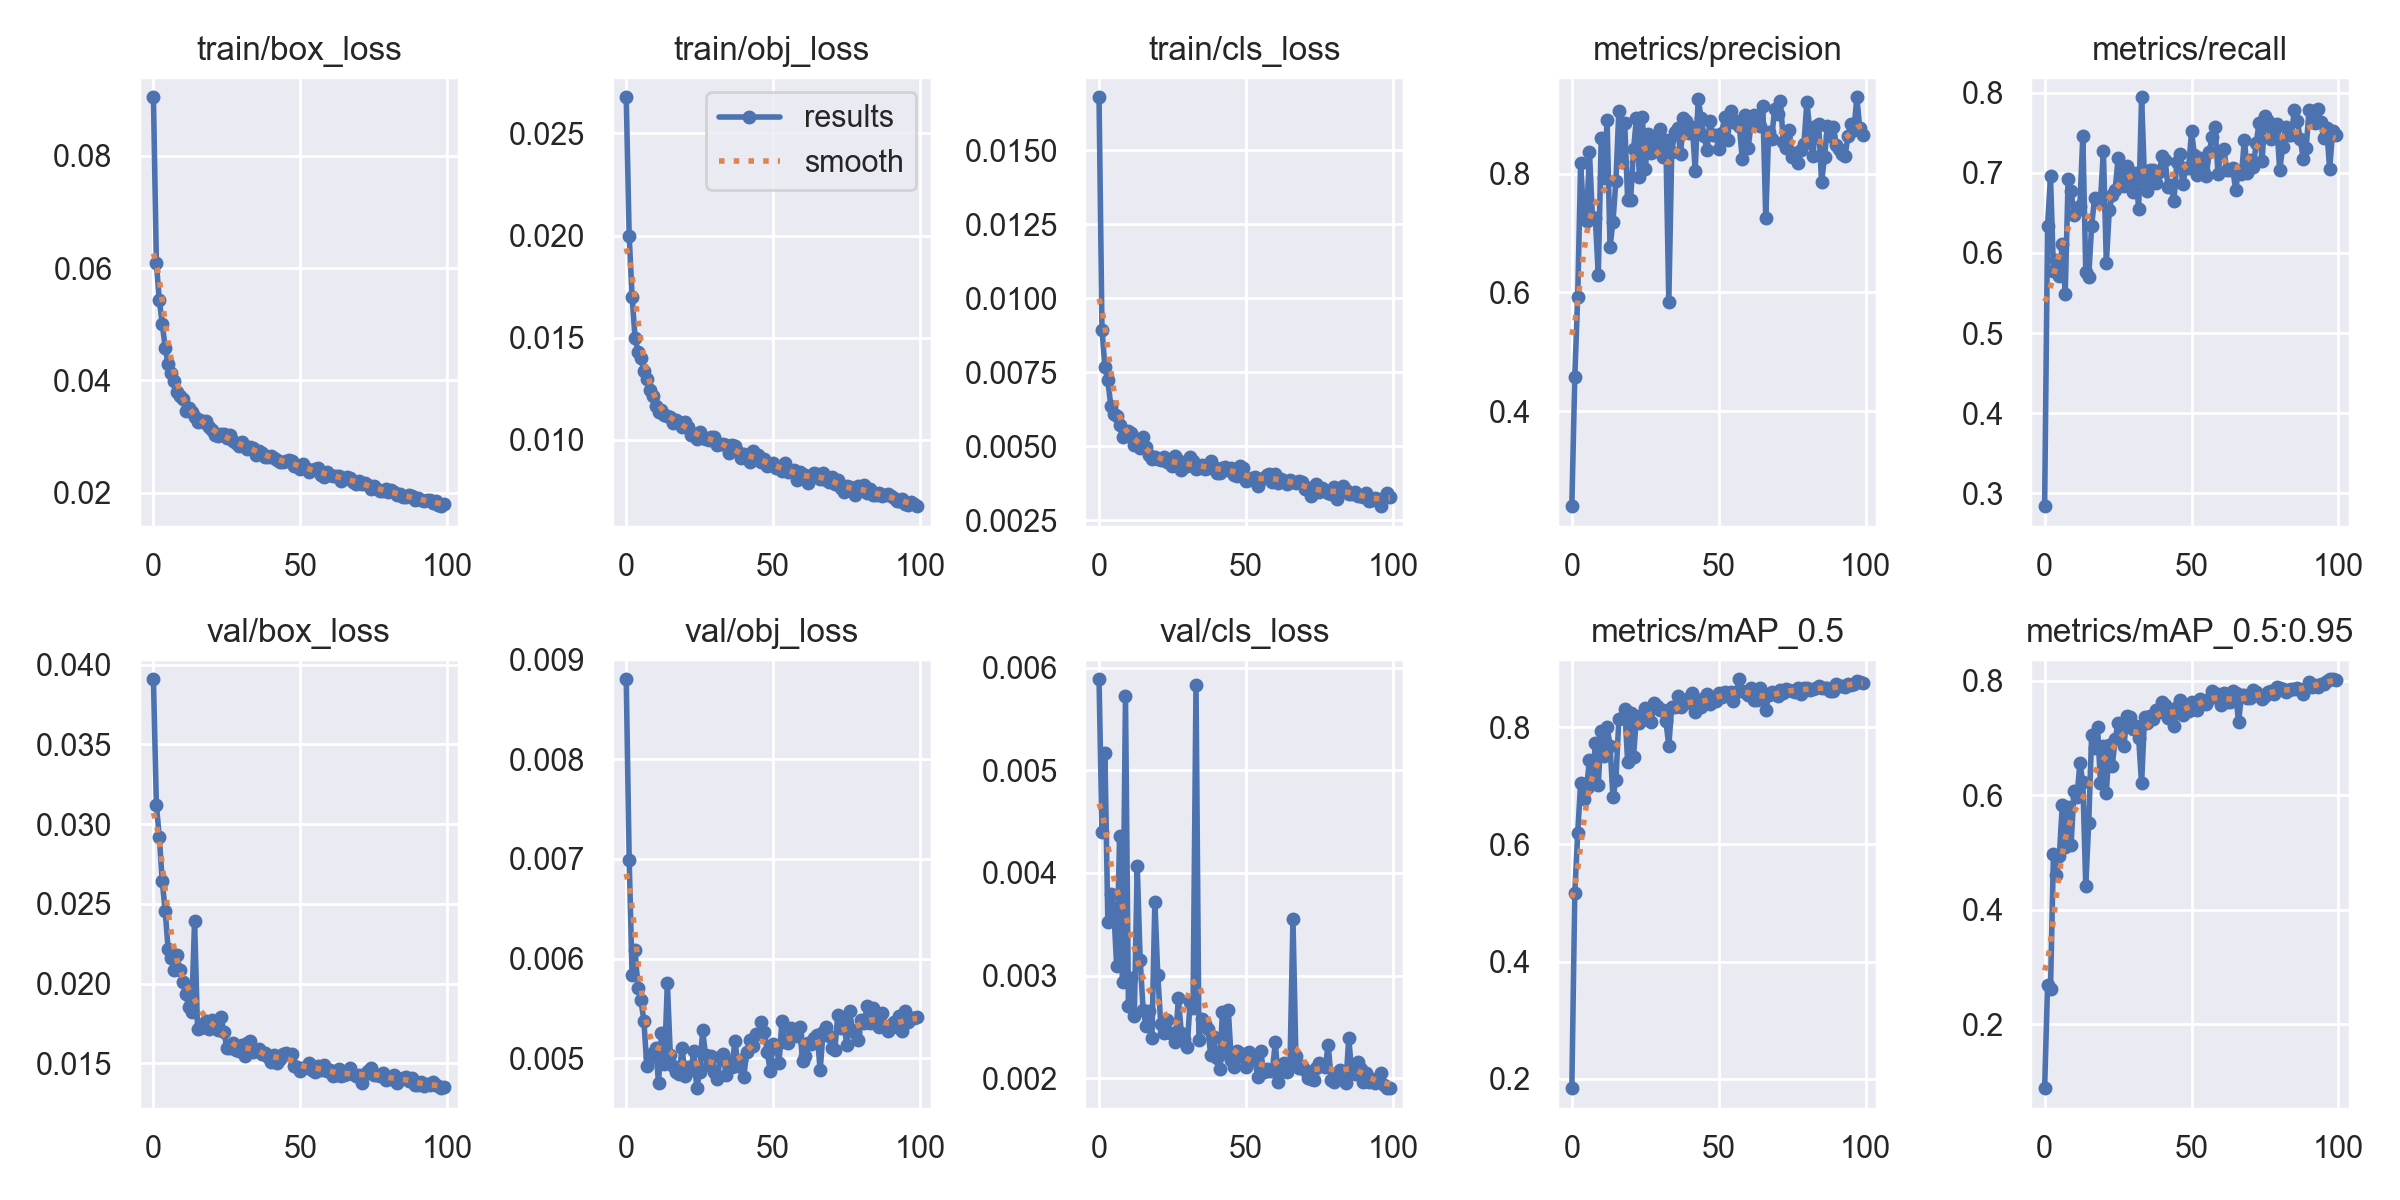 train/box_loss
0.08
0.06
0.04
0.02
0 50 100
train/obj_loss
results
smooth
0.025
0.020
0.015
0.010
0 50 100
train/cls_loss
0.0150
0.0125
0.0100
0.0075
0.0050
0.0025
0 50 100
metrics/precision
0.8
0.6
0.4
0 50 100
metrics/recall
0.8
0.7
0.6
0.5
0.4
0.3
0 50 100
val/box_loss
0.040
0.035
0.030
0.025
0.020
0.015
0 50 100
val/obj_loss
0.009
0.008
0.007
0.006
0.005
0 50 100
val/cls_loss
0.006
0.005
0.004
0.003
0.002
0 50 100
metrics/mAP_0.5
0.8
0.6
0.4
0.2
0 50 100
metrics/mAP_0.5:0.95
0.8
0.6
0.4
0.2
0 50 100